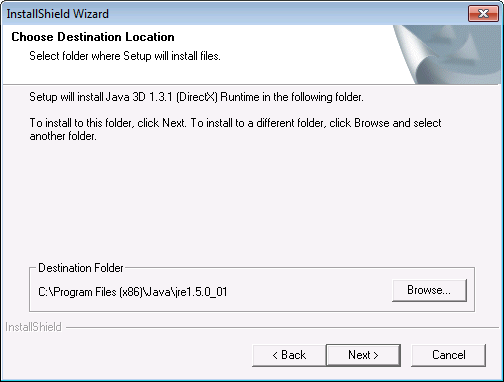 InstallShield Wizard
Choose Destination Location
Select folder where Setup will install files.
Setup will install Java 3D 1.3.1 (DirectX) Runtime in the following folder.
To install to this folder, click Next. To install to a different folder, click Browse and select
another folder.
Destination Folder
C:\Program Files (x86)\Java\jre1.5.0_01
Browse...
InstallShield
< Back
Next >
Cancel